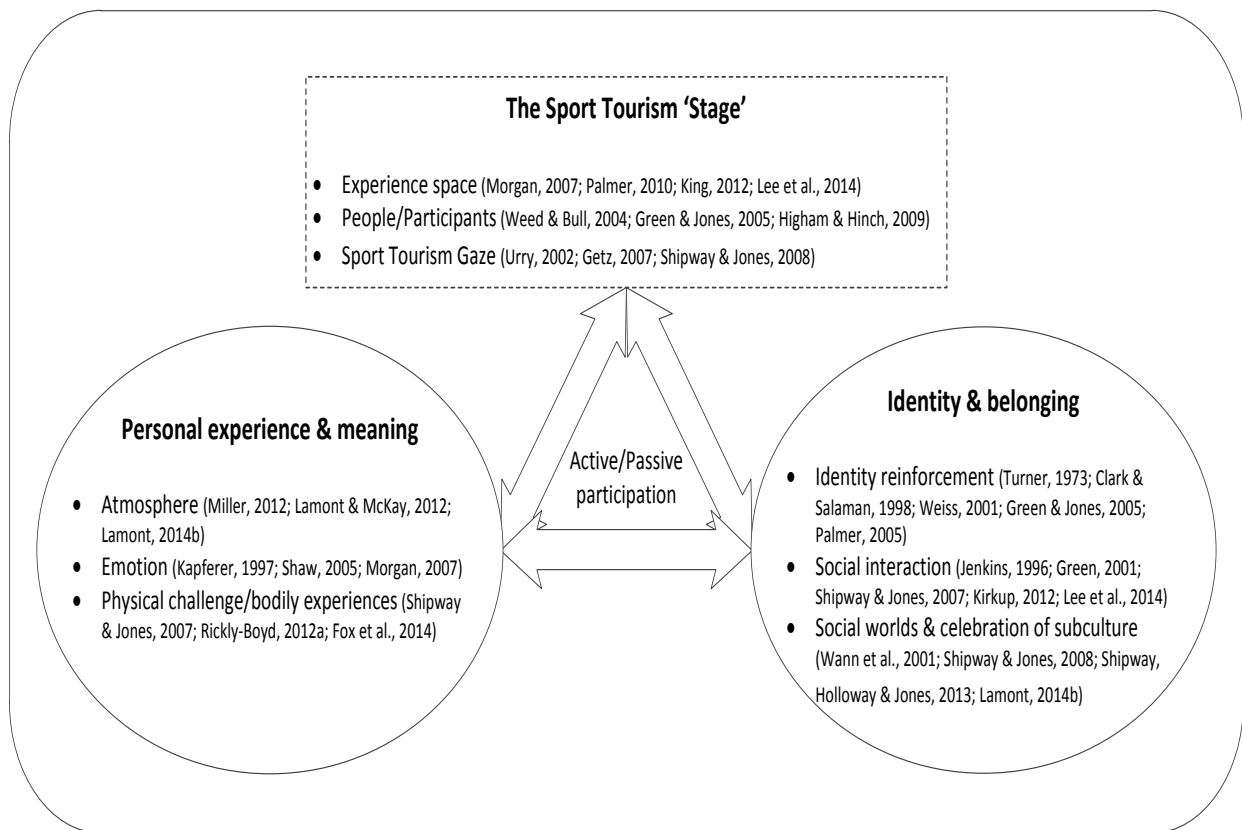 The Sport Tourism ‘Stage’
• Experience space (Morgan, 2007; Palmer, 2010; King, 2012; Lee et al., 2014)
• People/Participants (Weed & Bull, 2004; Green & Jones, 2005; Higham & Hinch, 2009)
• Sport Tourism Gaze (Urry, 2002; Getz, 2007; Shipway & Jones, 2008)
Personal experience & meaning
• Atmosphere (Miller, 2012; Lamont & McKay, 2012;
Lamont, 2014b)
• Emotion (Kapferer, 1997; Shaw, 2005; Morgan, 2007)
• Physical challenge/bodily experiences (Shipway
& Jones, 2007; Rickly-Boyd, 2012a; Fox et al., 2014)
Active/Passive
participation
Identity & belonging
• Identity reinforcement (Turner, 1973; Clark &
Salaman, 1998; Weiss, 2001; Green & Jones, 2005;
Palmer, 2005)
• Social interaction (Jenkins, 1996; Green, 2001;
Shipway & Jones, 2007; Kirkup, 2012; Lee et al., 2014)
• Social worlds & celebration of subculture
(Wann et al., 2001; Shipway & Jones, 2008; Shipway,
Holloway & Jones, 2013; Lamont, 2014b)